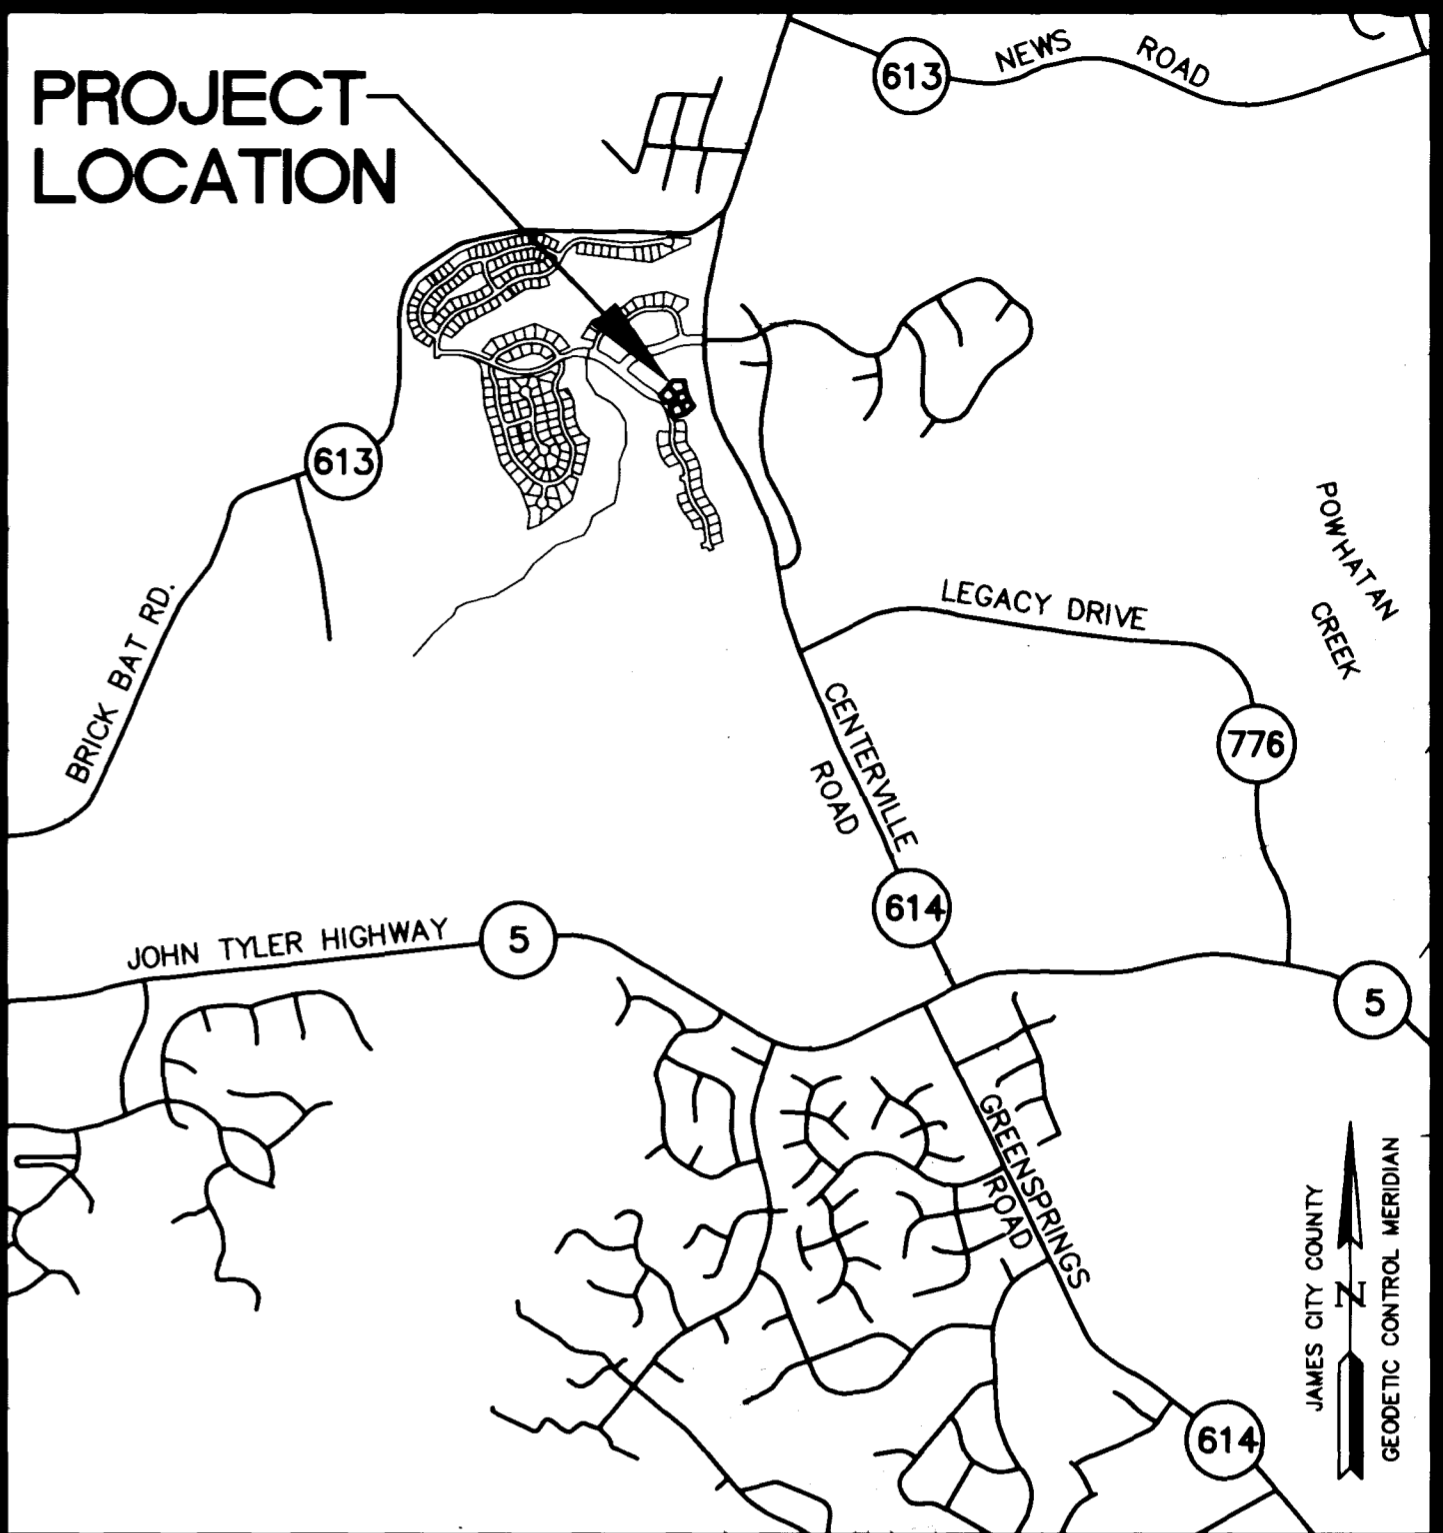 PROJECT
LOCATION
613
NEWS ROAD
613
BRICK BAT RD.
POWHATAN
CREEK
LEGACY DRIVE
776
CENTERVILLE
ROAD
614
JOHN TYLER HIGHWAY
5
5
GREENSPRINGS
ROAD
614
JAMES CITY COUNTY
N
GEODETIC CONTROL MERIDIAN